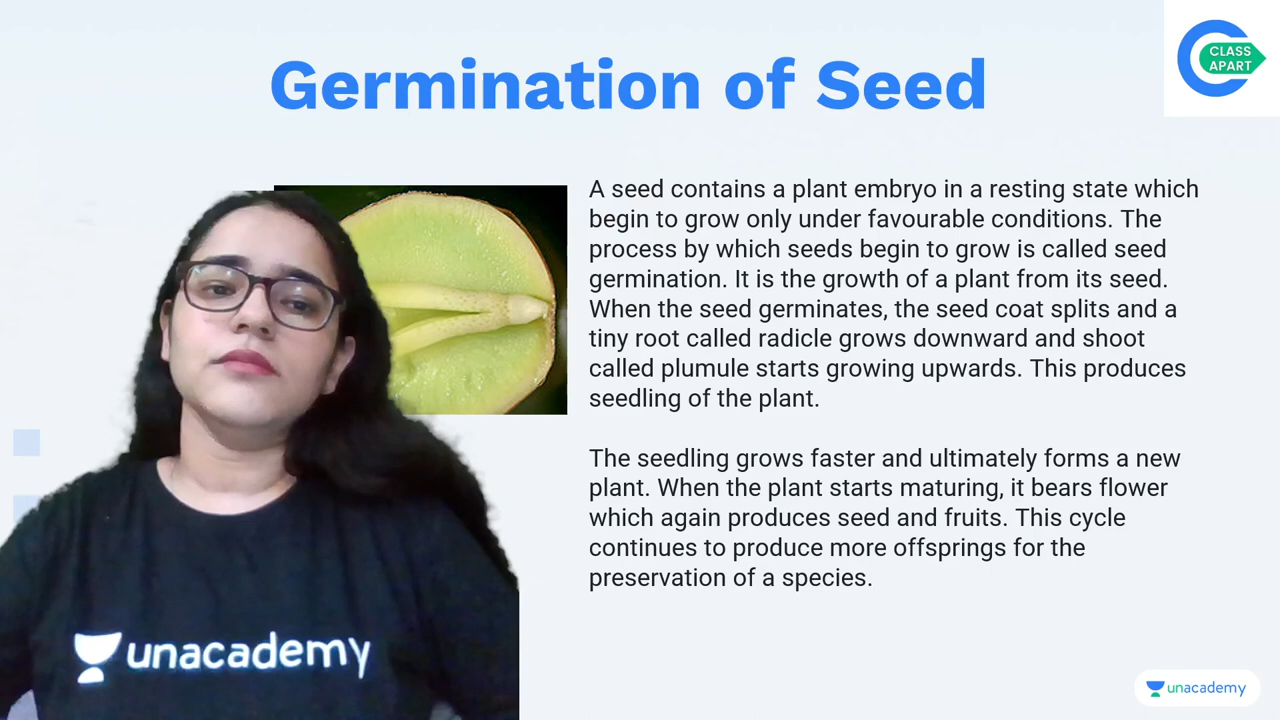 CLASS
APART
Germination of Seed
A seed contains a plant embryo in a resting state which
begin to grow only under favourable conditions. The
process by which seeds begin to grow is called seed
germination. It is the growth of a plant from its seed.
When the seed germinates, the seed coat splits and a
tiny root called radicle grows downward and shoot
called plumule starts growing upwards. This produces
seedling of the plant.
The seedling grows faster and ultimately forms a new
plant. When the plant starts maturing, it bears flower
which again produces seed and fruits. This cycle
continues to produce more offsprings for the
preservation of a species.
unacademy
unacademy